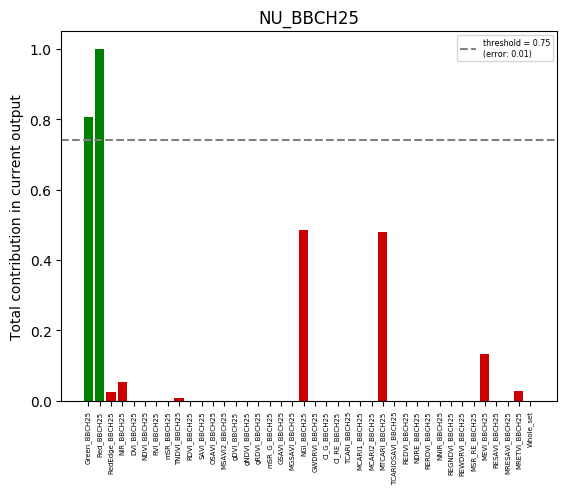 NU_BBCH25
threshold = 0.75
(error: 0.01)
Total contribution in current output
1.0
0.8
0.6
0.4
0.2
0.0
Green_BBCH25
Red_BBCH25
RedEdge_BBCH25
NIR_BBCH25
DVI_BBCH25
NDVI_BBCH25
RVI_BBCH25
mSR_BBCH25
TNDVI_BBCH25
RDVI_BBCH25
SAVI_BBCH25
OSAVI_BBCH25
MSAVI2_BBCH25
gDVI_BBCH25
gNDVI_BBCH25
gRDVI_BBCH25
mSR_G_BBCH25
GSAVI_BBCH25
MGSAVI_BBCH25
NGI_BBCH25
GWDRVI_BBCH25
CI_G_BBCH25
CI_RE_BBCH25
TCARI_BBCH25
MCARI1_BBCH25
MCARI2_BBCH25
MTCARI_BBCH25
TCARIOSAVI_BBCH25
REDVI_BBCH25
NDRE_BBCH25
RERDVI_BBCH25
NNIR_BBCH25
REGNDVI_BBCH25
REWDRVI_BBCH25
MSR_RE_BBCH25
MEVI_BBCH25
RESAVI_BBCH25
MRESAVI_BBCH25
MRETVI_BBCH25
Whole_set